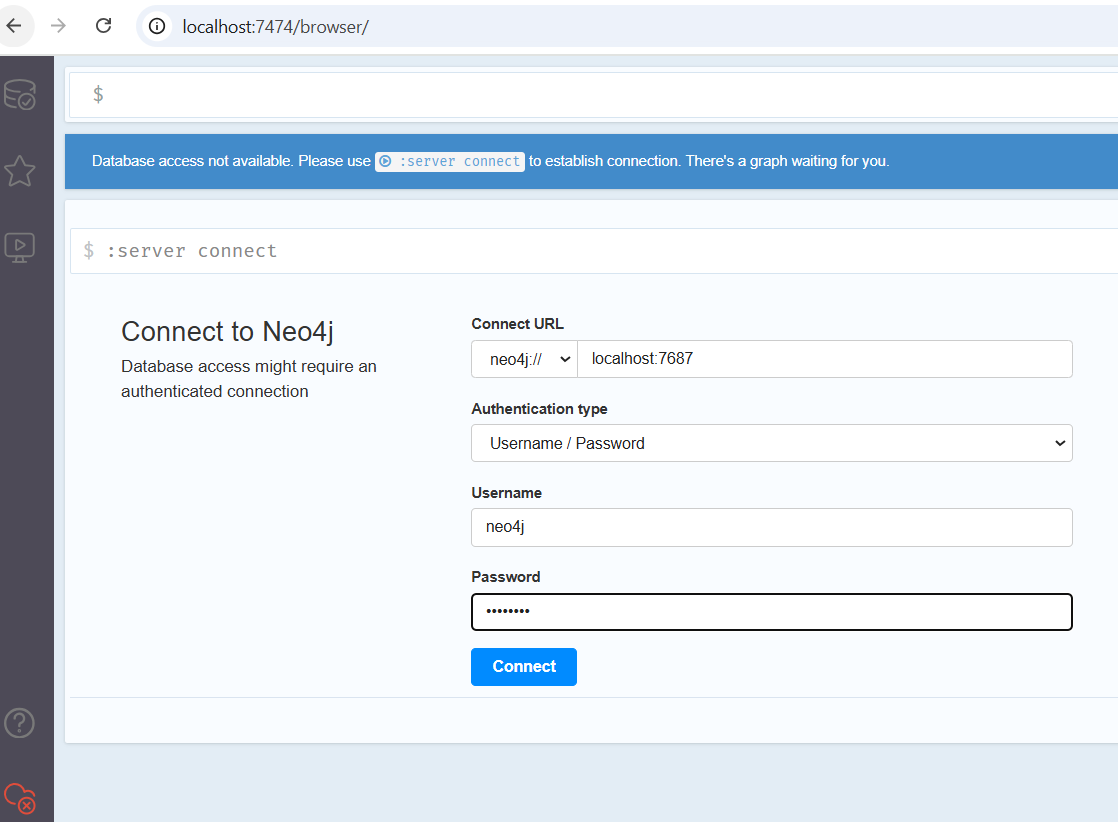 localhost:7474/browser/
$
Database access not available. Please use :server connect to establish connection. There's a graph waiting for you.
$ :server connect
Connect to Neo4j
Database access might require an
authenticated connection
Connect URL
neo4j:// localhost:7687
Authentication type
Username / Password
Username
neo4j
Password
••••••••
Connect